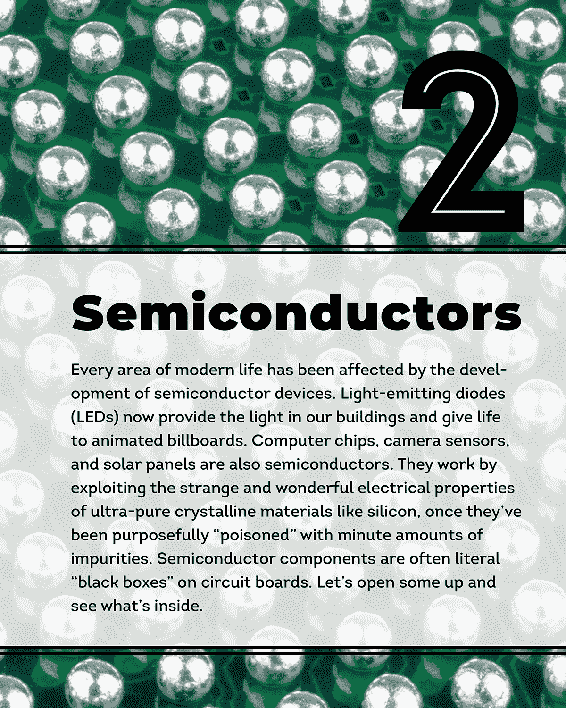 2
Semiconductors
Every area of modern life has been affected by the devel-
opment of semiconductor devices. Light-emitting diodes
(LEDs) now provide the light in our buildings and give life
to animated billboards. Computer chips, camera sensors,
and solar panels are also semiconductors. They work by
exploiting the strange and wonderful electrical properties
of ultra-pure crystalline materials like silicon, once they've
been purposefully “poisoned” with minute amounts of
impurities. Semiconductor components are often literal
“black boxes” on circuit boards. Let's open some up and
see what's inside.